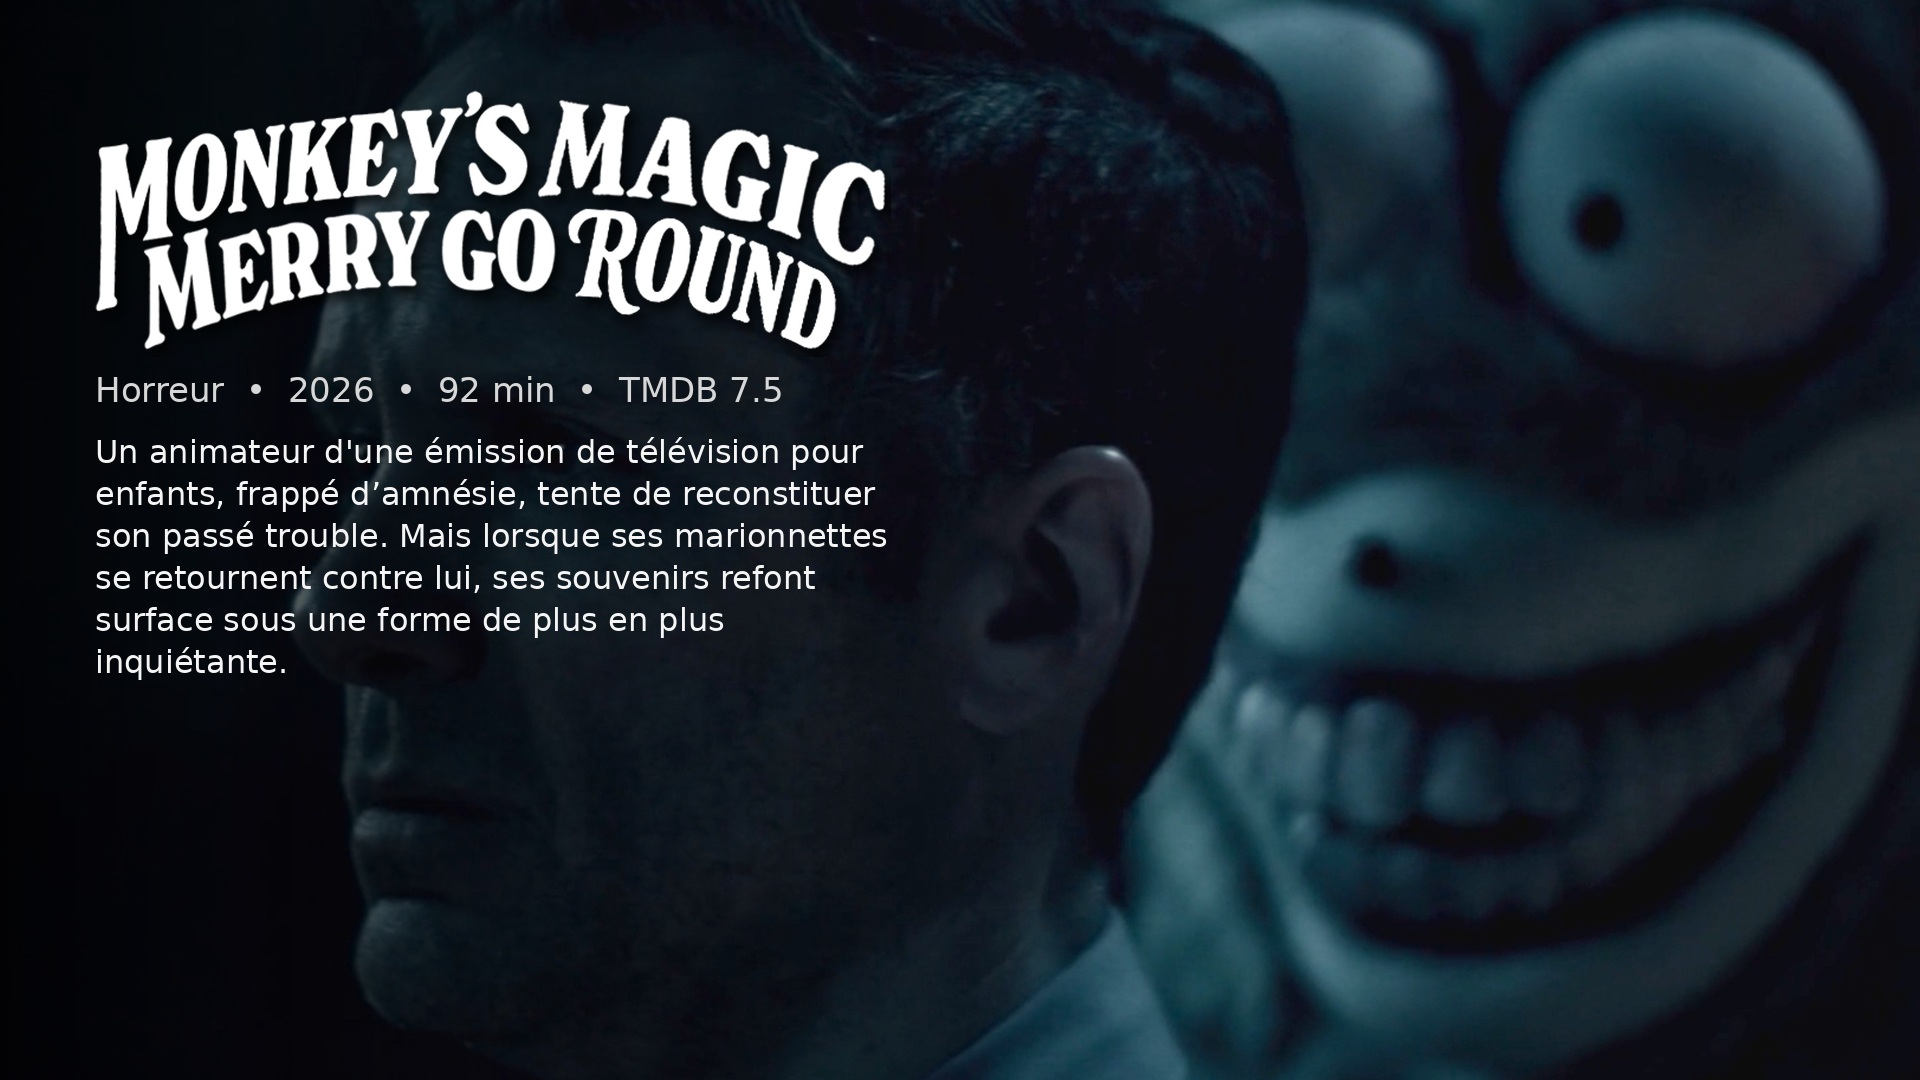 MONKEY'S MAGIC
MERRY GO ROUND
Horreur • 2026 • 92 min • TMDB 7.5
Un animateur d'une émission de télévision pour
enfants, frappé d’amnésie, tente de reconstituer
son passé trouble. Mais lorsque ses marionnettes
se retournent contre lui, ses souvenirs refont
surface sous une forme de plus en plus
inquiétante.